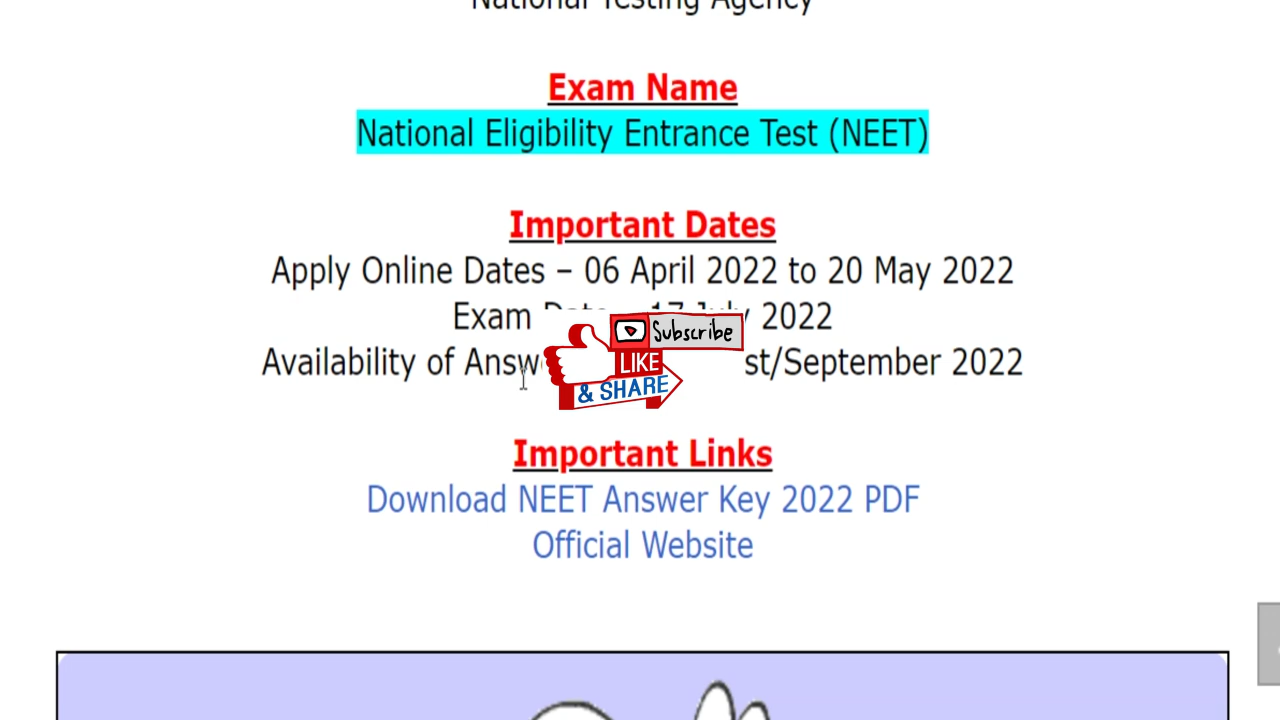 National Testing Agency
Exam Name
National Eligibility Entrance Test (NEET)
Important Dates
Apply Online Dates – 06 April 2022 to 20 May 2022
Exam 2022
Availability of st/September 2022
Subscribe
LIKE
& SHARE
Important Links
Download NEET Answer Key 2022 PDF
Official Website